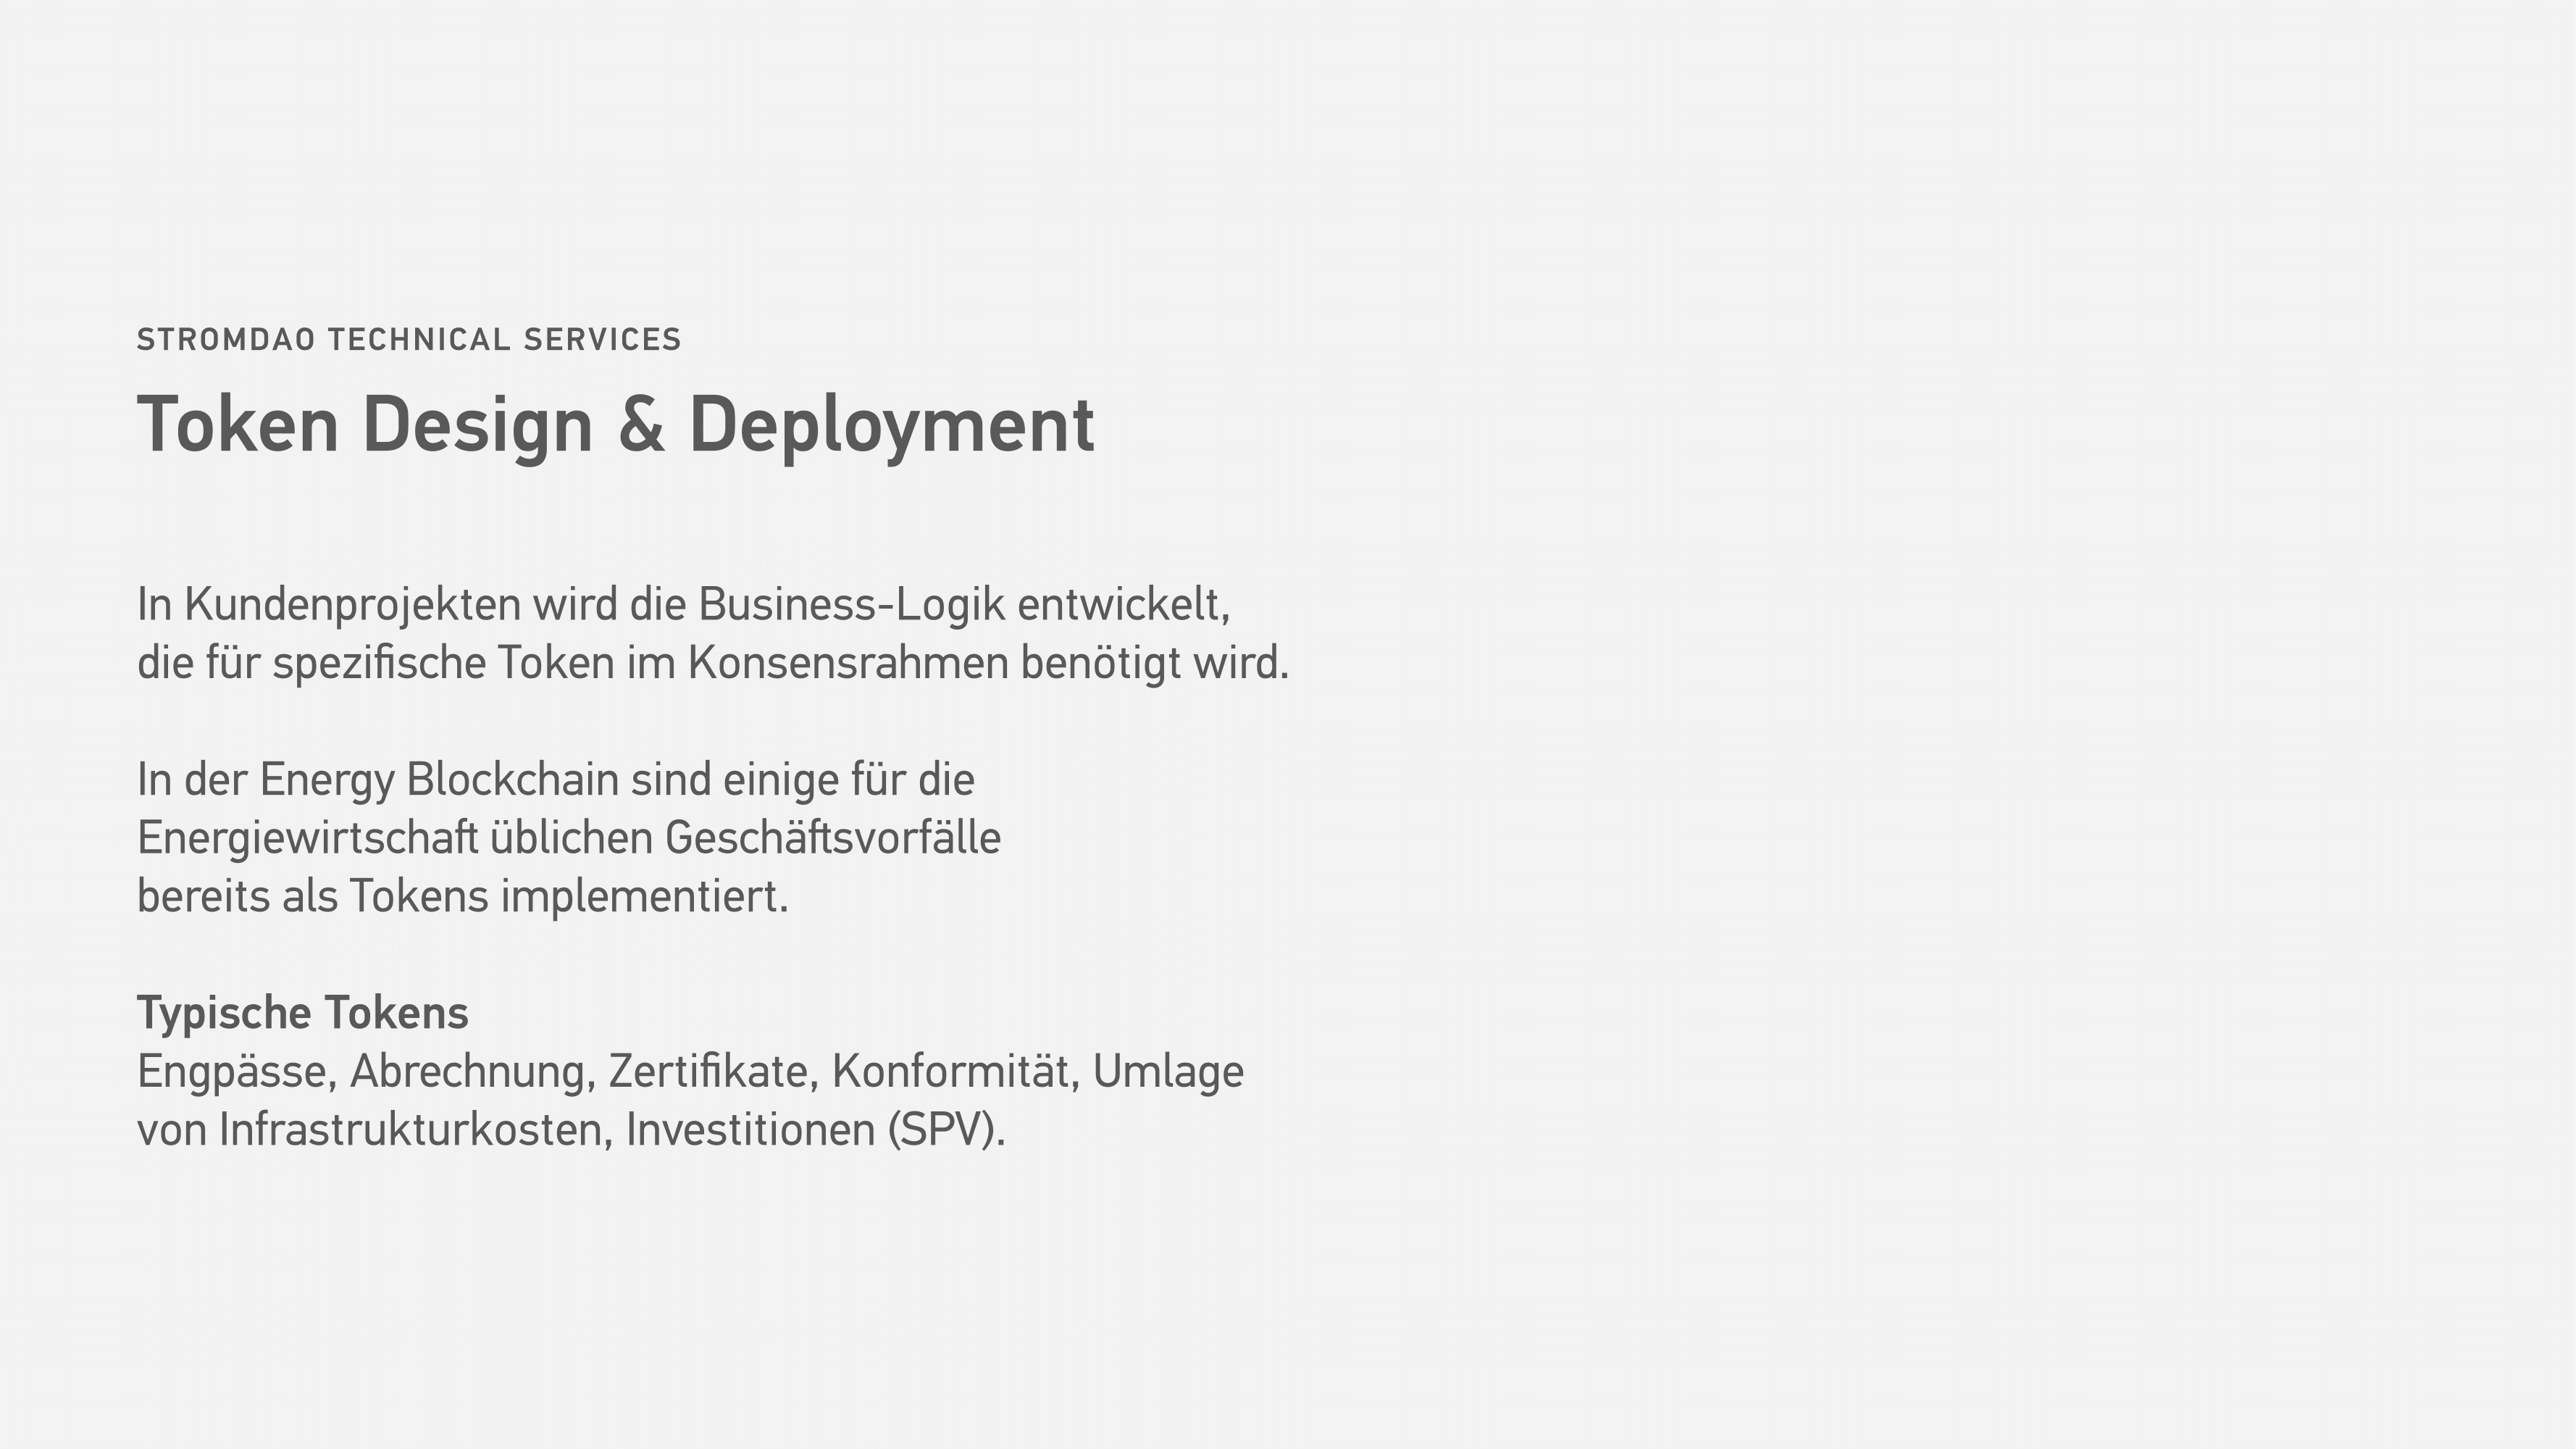 STROMDAO TECHNICAL SERVICES
Token Design & Deployment
In Kundenprojekten wird die Business-Logik entwickelt,
die für spezifische Token im Konsensrahmen benötigt wird.
In der Energy Blockchain sind einige für die
Energiewirtschaft üblichen Geschäftsvorfälle
bereits als Tokens implementiert.
Typische Tokens
Engpässe, Abrechnung, Zertifikate, Konformität, Umlage
von Infrastrukturkosten, Investitionen (SPV).